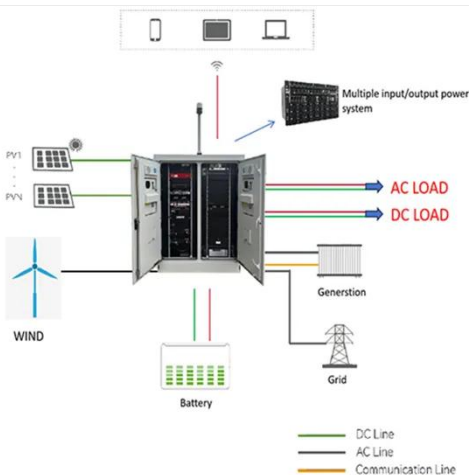 Multiple input/output power
system
PV1
PVN
AC LOAD
DC LOAD
WIND
Generstion
Grid
Battery
DC Line
AC Line
Communication Line